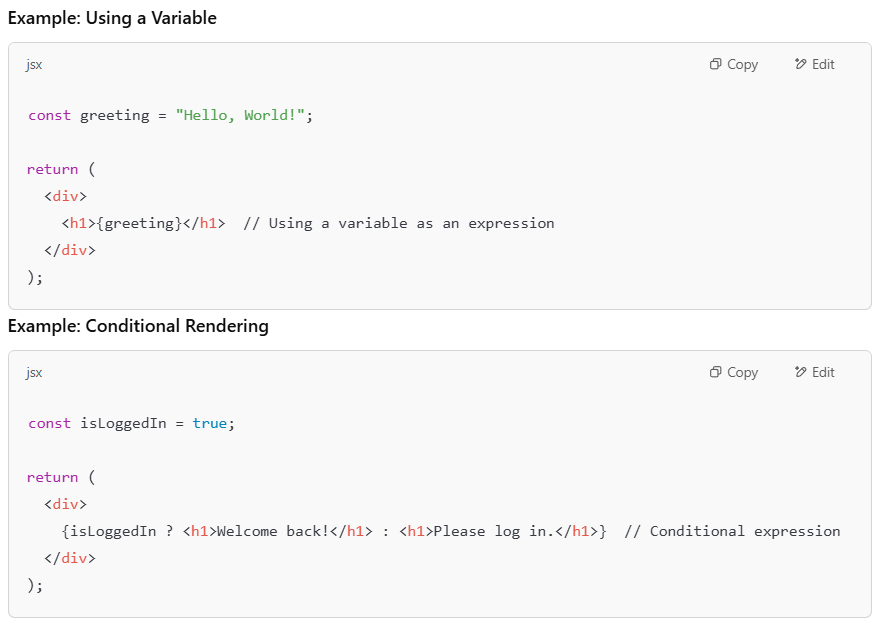 Example: Using a Variable
jsx Copy Edit
const greeting = "Hello, World!";
return (
<div>
<h1>{greeting}</h1>  // Using a variable as an expression
</div>
);
Example: Conditional Rendering
jsx Copy Edit
const isLoggedIn = true;
return (
<div>
{isLoggedIn ? <h1>Welcome back!</h1> : <h1>Please log in.</h1>}  // Conditional expression
</div>
);